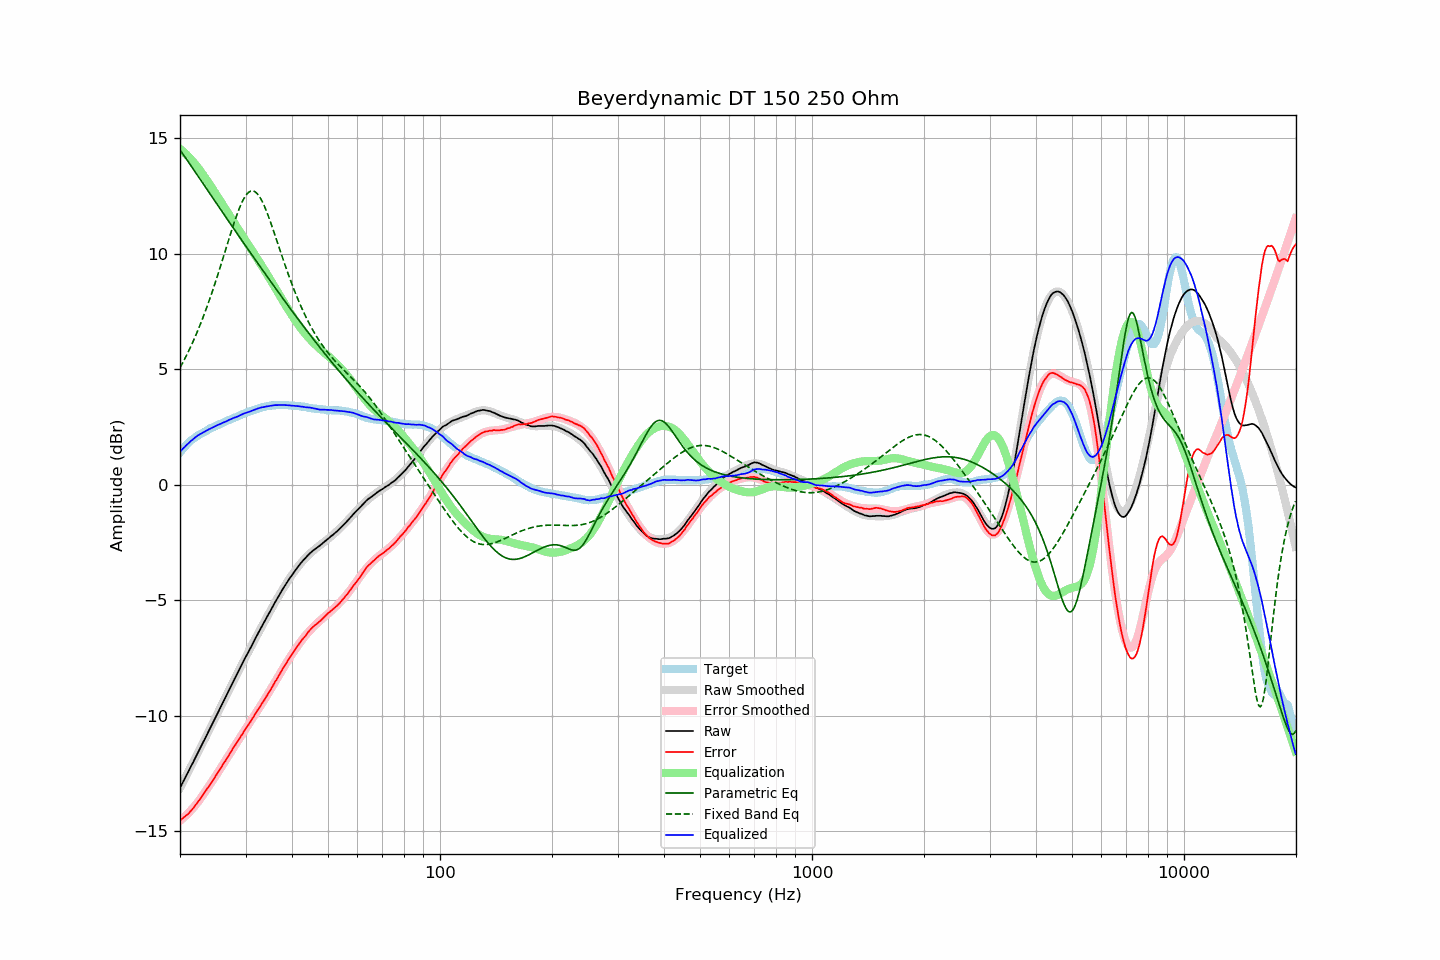 Beyerdynamic DT 150 250 Ohm
15
10
5
0
−5
−10
−15
Amplitude (dBr)
100
1000
10000
Frequency (Hz)
Target
Raw Smoothed
Error Smoothed
Raw
Error
Equalization
Parametric Eq
Fixed Band Eq
Equalized